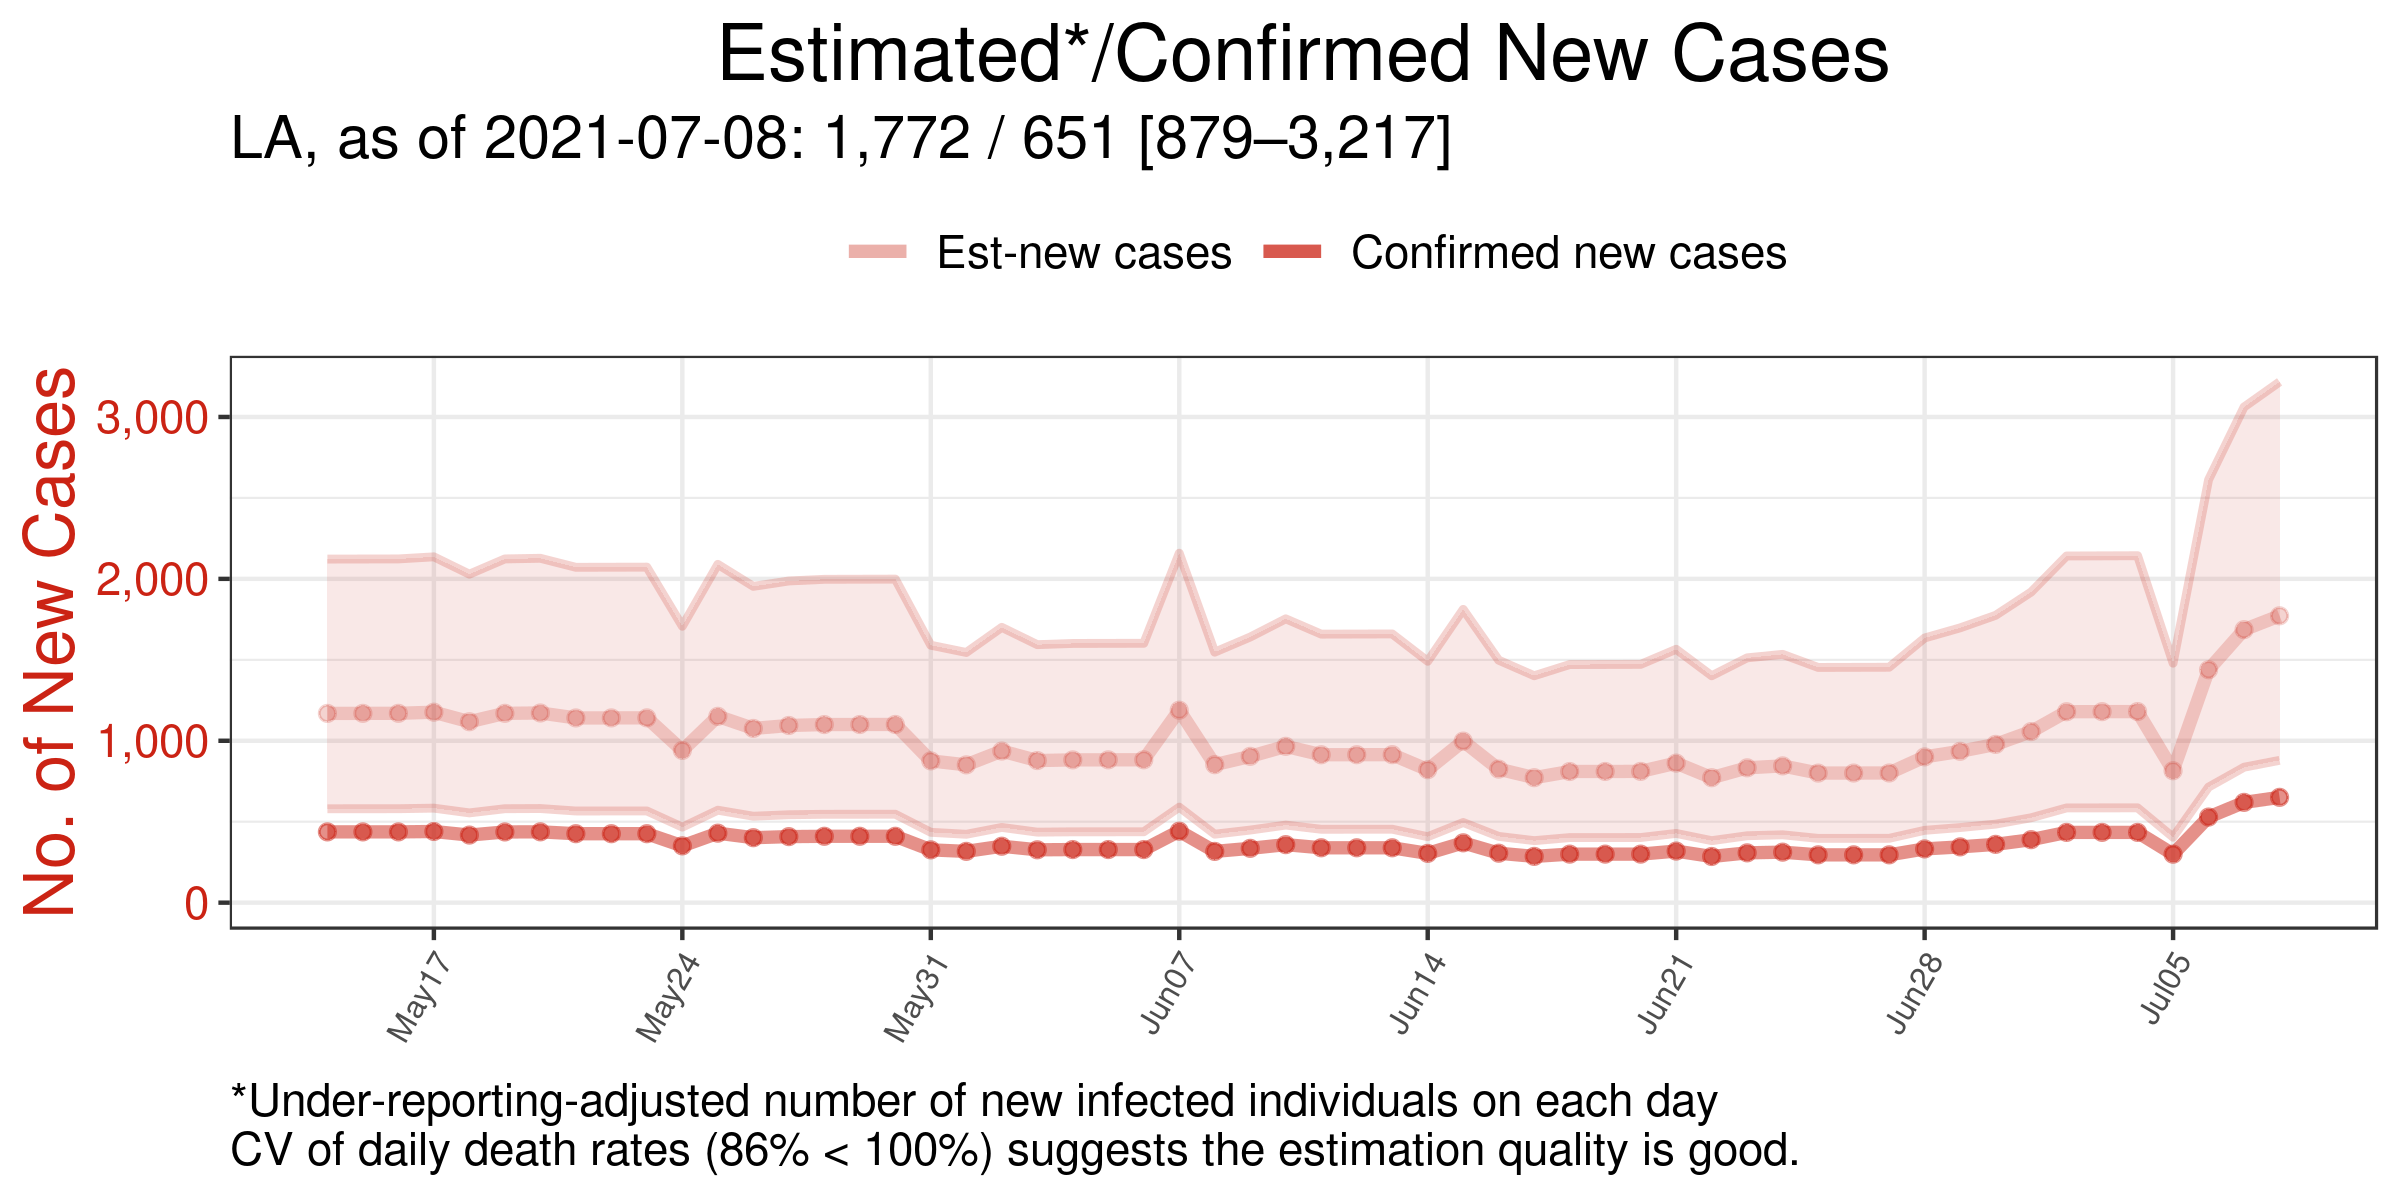 Estimated*/Confirmed New Cases
LA, as of 2021-07-08: 1,772 / 651 [879–3,217]
Est-new cases
Confirmed new cases
No. of New Cases
3,000
2,000
1,000
0
May17
May24
May31
Jun07
Jun14
Jun21
Jun28
Jul05
*Under-reporting-adjusted number of new infected individuals on each day
CV of daily death rates (86% < 100%) suggests the estimation quality is good.